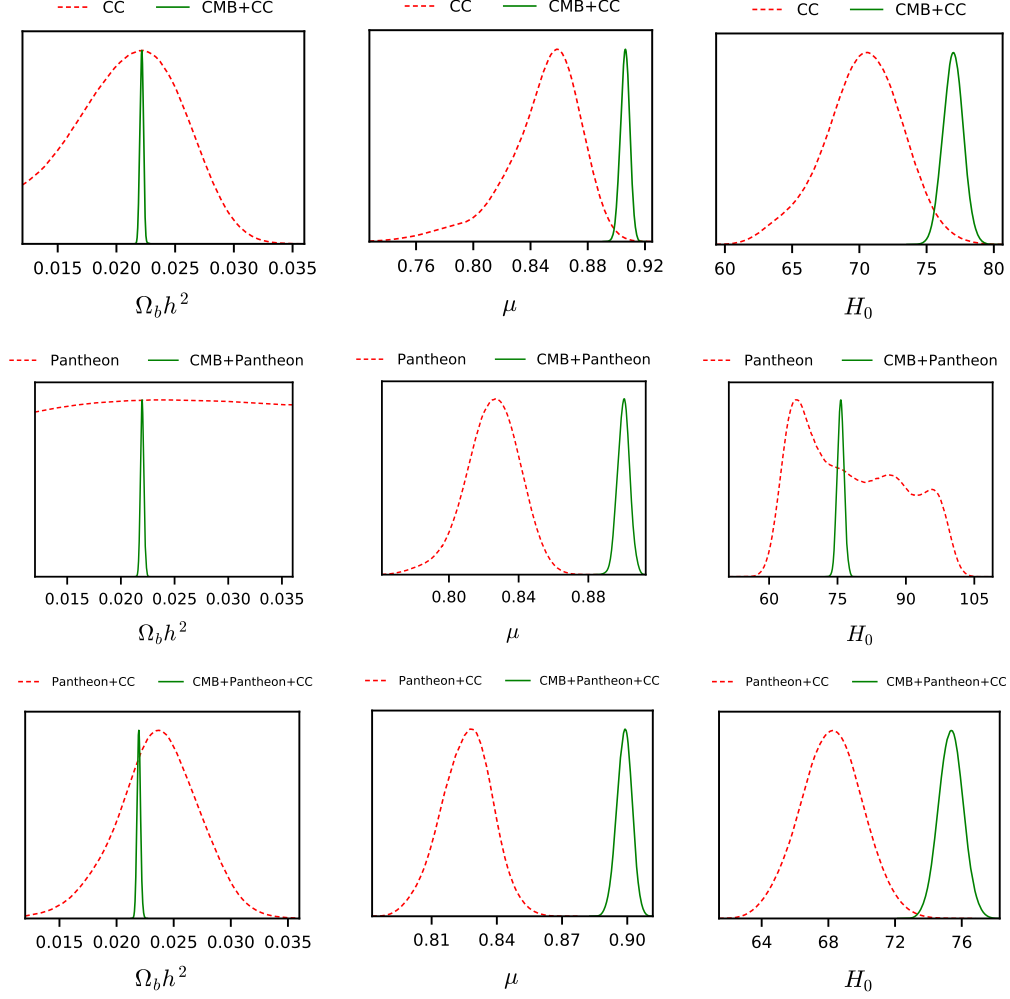 CC CMB+CC
CC CMB+CC
CC CMB+CC
0.015 0.020 0.025 0.030 0.035
Ω_b h^2
0.76 0.80 0.84 0.88 0.92
μ
60 65 70 75 80
H_0
Pantheon CMB+Pantheon
Pantheon CMB+Pantheon
Pantheon CMB+Pantheon
0.015 0.020 0.025 0.030 0.035
Ω_b h^2
0.80 0.84 0.88
μ
60 75 90 105
H_0
Pantheon+CC CMB+Pantheon+CC
Pantheon+CC CMB+Pantheon+CC
Pantheon+CC CMB+Pantheon+CC
0.015 0.020 0.025 0.030 0.035
Ω_b h^2
0.81 0.84 0.87 0.90
μ
64 68 72 76
H_0